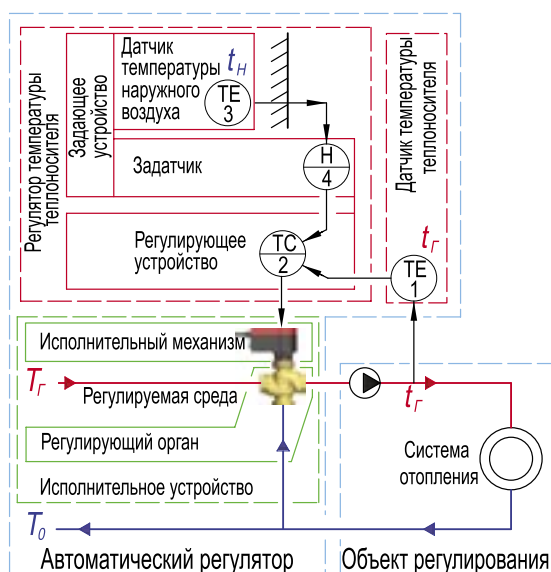 Регулятор температуры
теплоносителя
Задающее
устройство
Датчик
температуры
наружного
воздуха
tН
TE
3
Задатчик
H
4
Регулирующее
устройство
TC
2
Датчик температуры
теплоносителя
tГ
TE
1
Исполнительный механизм
TГ
Регулируемая среда
tГ
Регулирующий орган
Исполнительное устройство
Система
отопления
T0
Автоматический регулятор
Объект регулирования